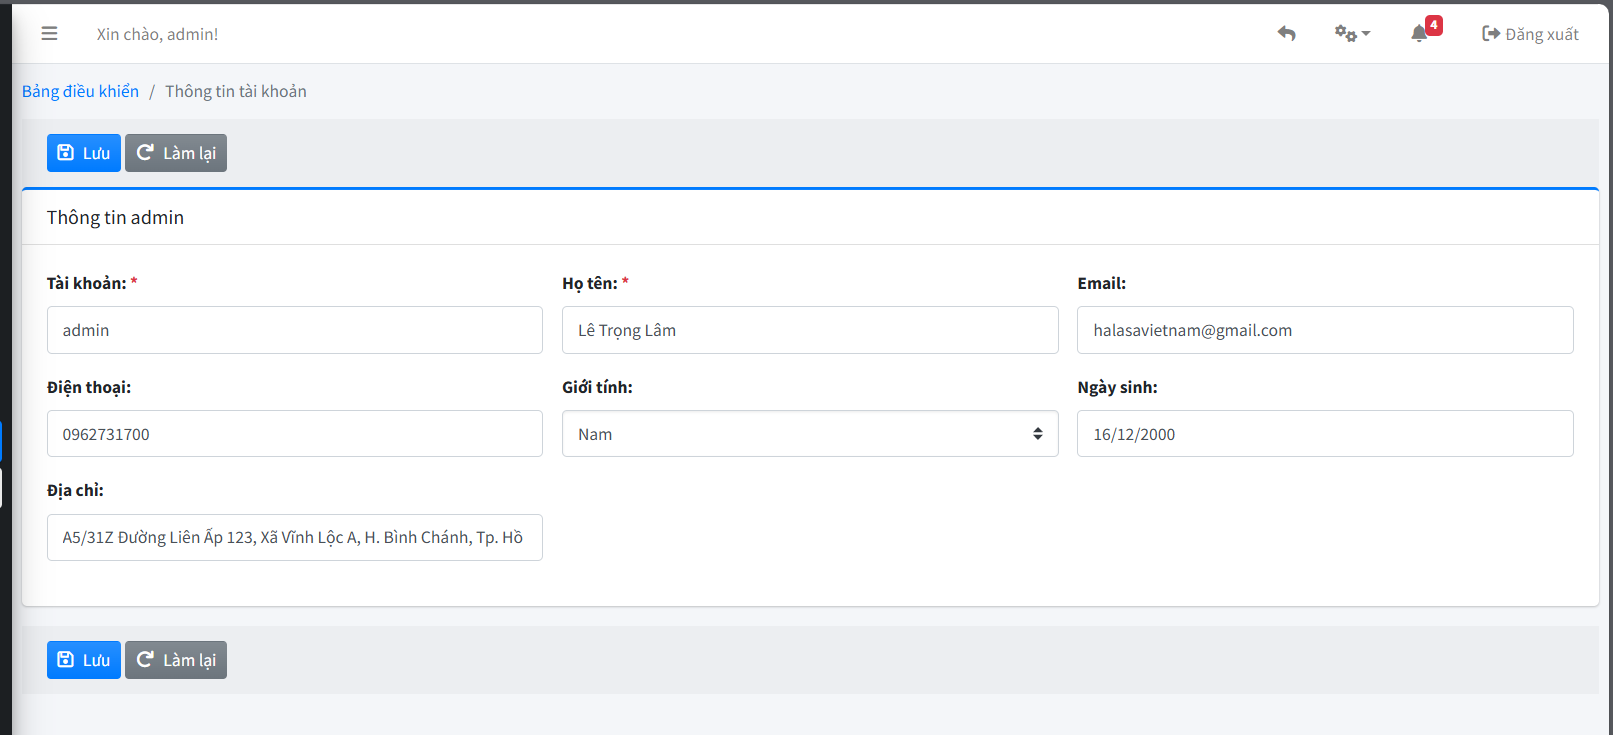 Xin chào, admin!
4
Đăng xuất
Bảng điều khiển / Thông tin tài khoản
Lưu
Làm lại
Thông tin admin
Tài khoản: *
Họ tên: *
Email:
admin
Lê Trọng Lâm
halasavietnam@gmail.com
Điện thoại:
Giới tính:
Ngày sinh:
0962731700
Nam
16/12/2000
Địa chỉ:
A5/31Z Đường Liên Ấp 123, Xã Vĩnh Lộc A, H. Bình Chánh, Tp. Hồ
Lưu
Làm lại